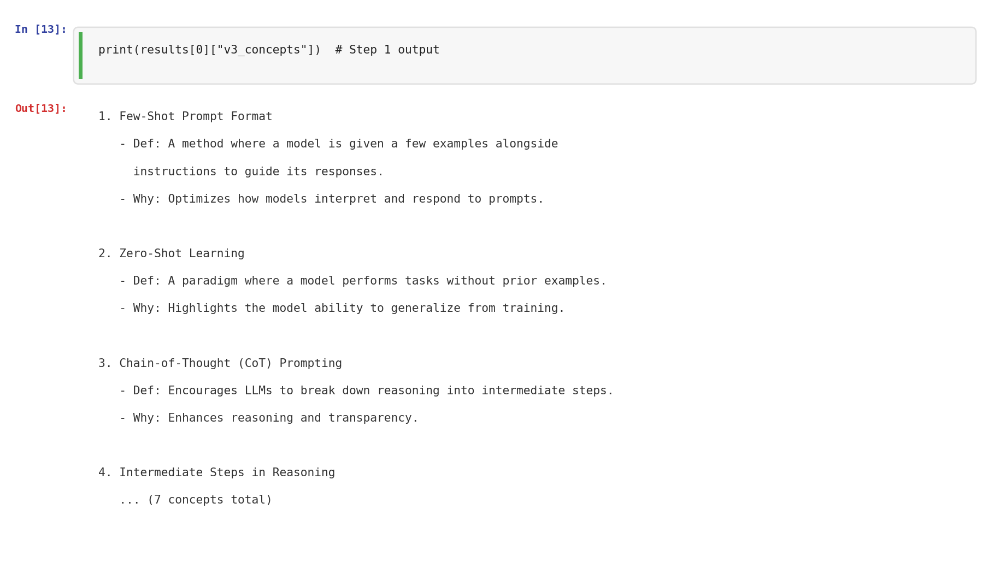 In [13]:
print(results[0]["v3_concepts"])  # Step 1 output
Out[13]:
1. Few-Shot Prompt Format
   - Def: A method where a model is given a few examples alongside
     instructions to guide its responses.
   - Why: Optimizes how models interpret and respond to prompts.
2. Zero-Shot Learning
   - Def: A paradigm where a model performs tasks without prior examples.
   - Why: Highlights the model ability to generalize from training.
3. Chain-of-Thought (CoT) Prompting
   - Def: Encourages LLMs to break down reasoning into intermediate steps.
   - Why: Enhances reasoning and transparency.
4. Intermediate Steps in Reasoning
   ... (7 concepts total)